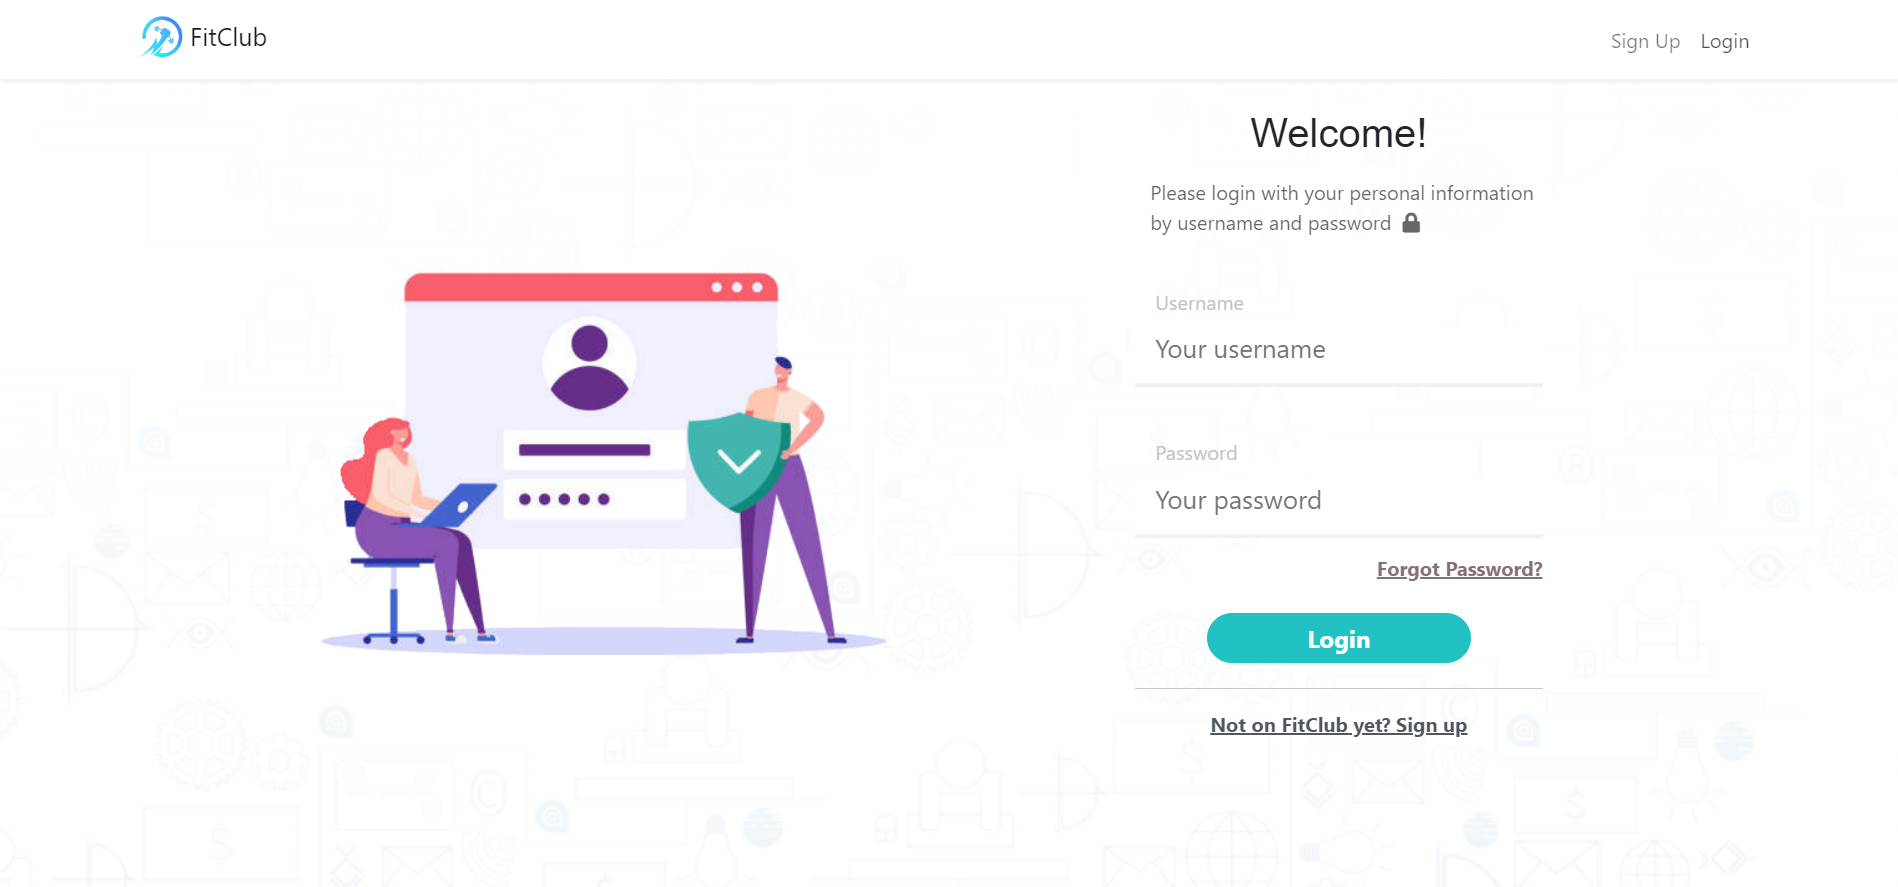 FitClub
Sign Up
Login
Welcome!
Please login with your personal information
by username and password
Username
Your username
Password
Your password
Forgot Password?
Login
Not on FitClub yet? Sign up